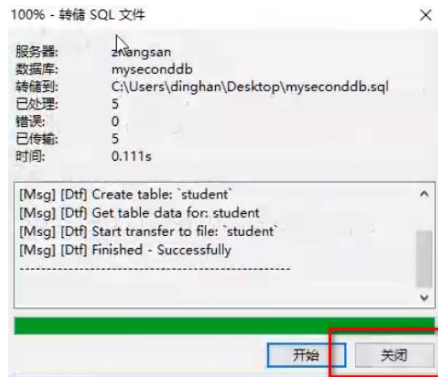 100% - 转储 SQL 文件
服务器: zhangsan
数据库: myseconddb
转储到: C:\Users\dinghan\Desktop\myseconddb.sql
已处理: 5
错误: 0
已传输: 5
时间: 0.111s
[Msg] [Dtf] Create table: `student`
[Msg] [Dtf] Get table data for: student
[Msg] [Dtf] Start transfer to file: `student`
[Msg] [Dtf] Finished - Successfully
--------------------------------------------------
开始 关闭